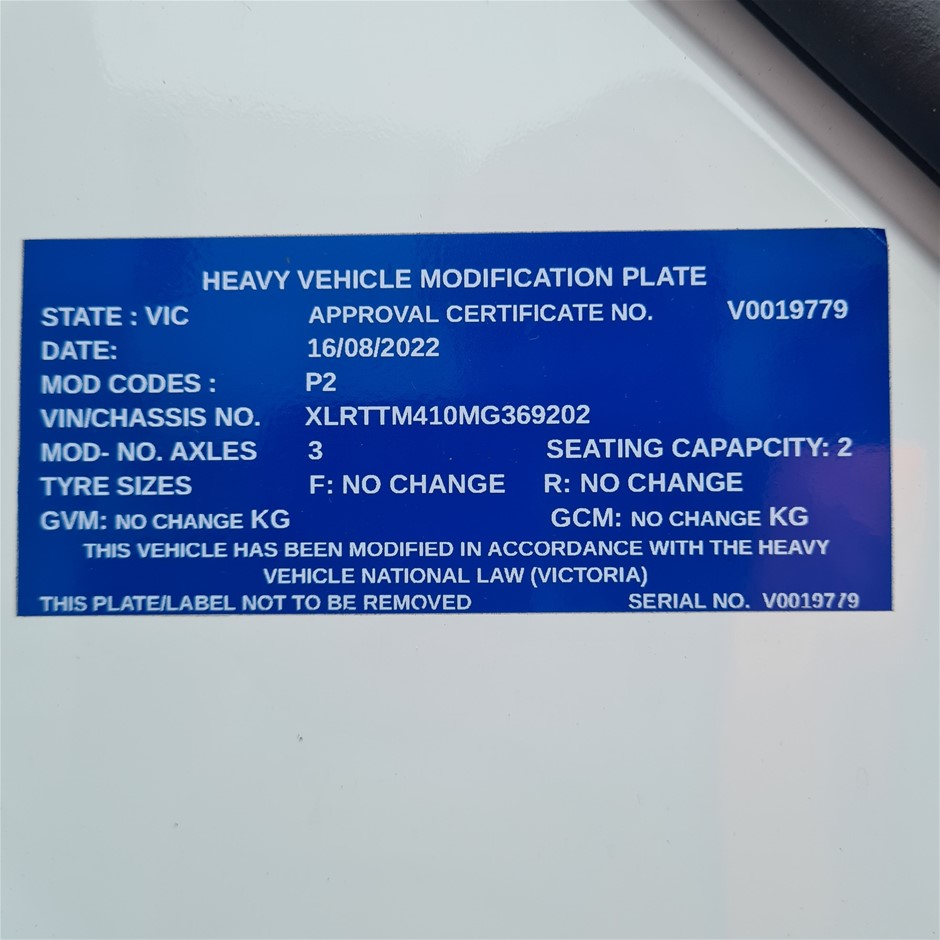 HEAVY VEHICLE MODIFICATION PLATE
STATE : VIC APPROVAL CERTIFICATE NO. V0019779
DATE: 16/08/2022
MOD CODES : P2
VIN/CHASSIS NO. XLRTTM410MG369202
MOD- NO. AXLES 3 SEATING CAPAPCITY: 2
TYRE SIZES F: NO CHANGE R: NO CHANGE
GVM: NO CHANGE KG GCM: NO CHANGE KG
THIS VEHICLE HAS BEEN MODIFIED IN ACCORDANCE WITH THE HEAVY
VEHICLE NATIONAL LAW (VICTORIA)
THIS PLATE/LABEL NOT TO BE REMOVED SERIAL NO. V0019779